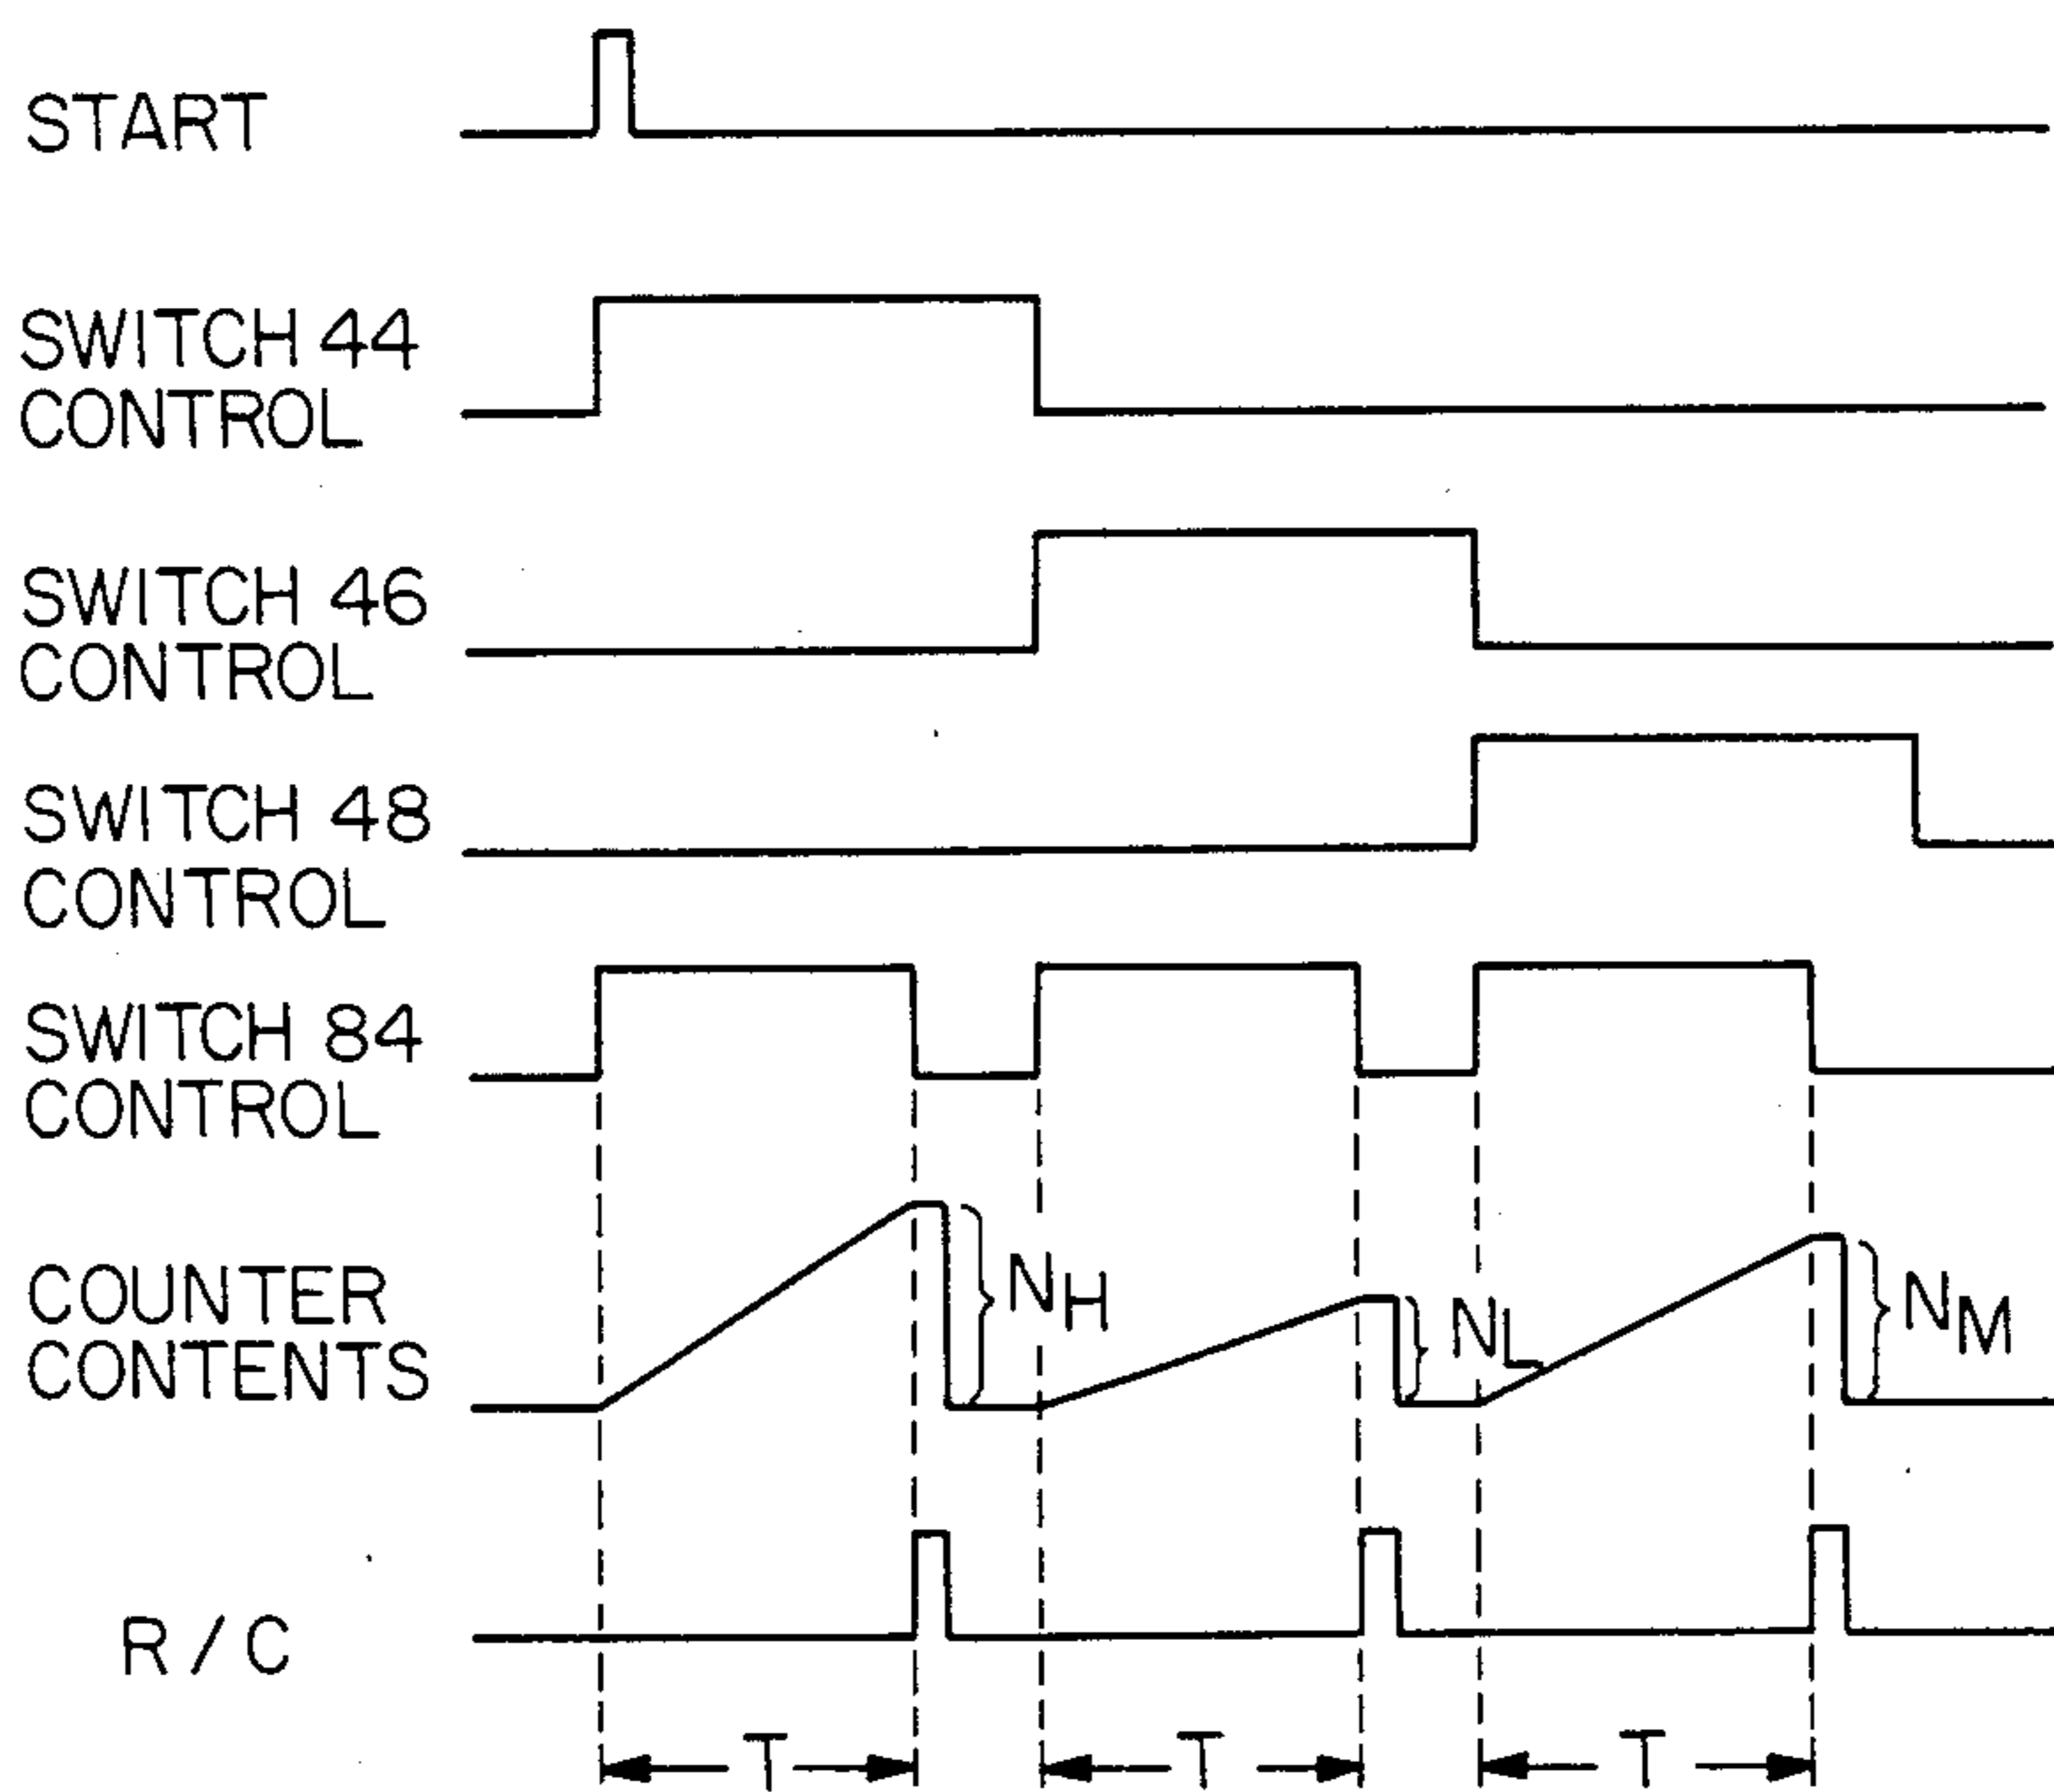 START
SWITCH 44
CONTROL
SWITCH 46
CONTROL
SWITCH 48
CONTROL
SWITCH 84
CONTROL
COUNTER
CONTENTS
NH
NL
NM
R/C
T
T
T